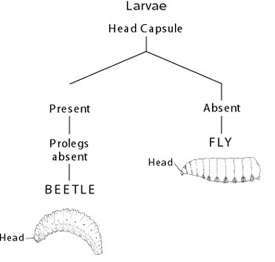 Larvae
Head Capsule
Present
Absent
Prolegs
absent
FLY
Head
BEETLE
Head